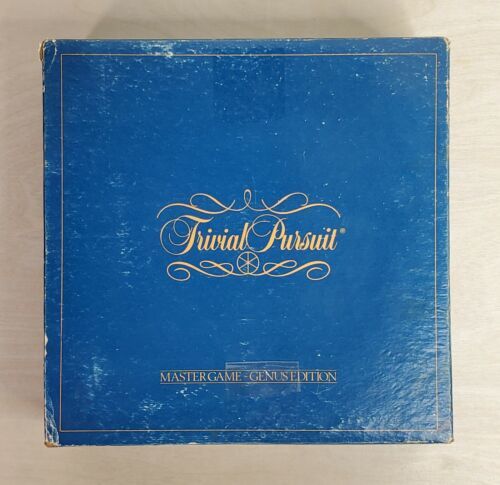 Trivial Pursuit®
MASTER GAME - GENUS EDITION